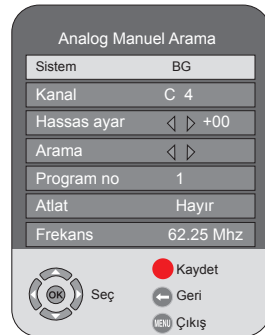 Analog Manuel Arama
Sistem BG
Kanal C 4
Hassas ayar +00
Arama
Program no 1
Atlat Hayır
Frekans 62.25 Mhz
Kaydet
OK Seç Geri
MENU Çıkış